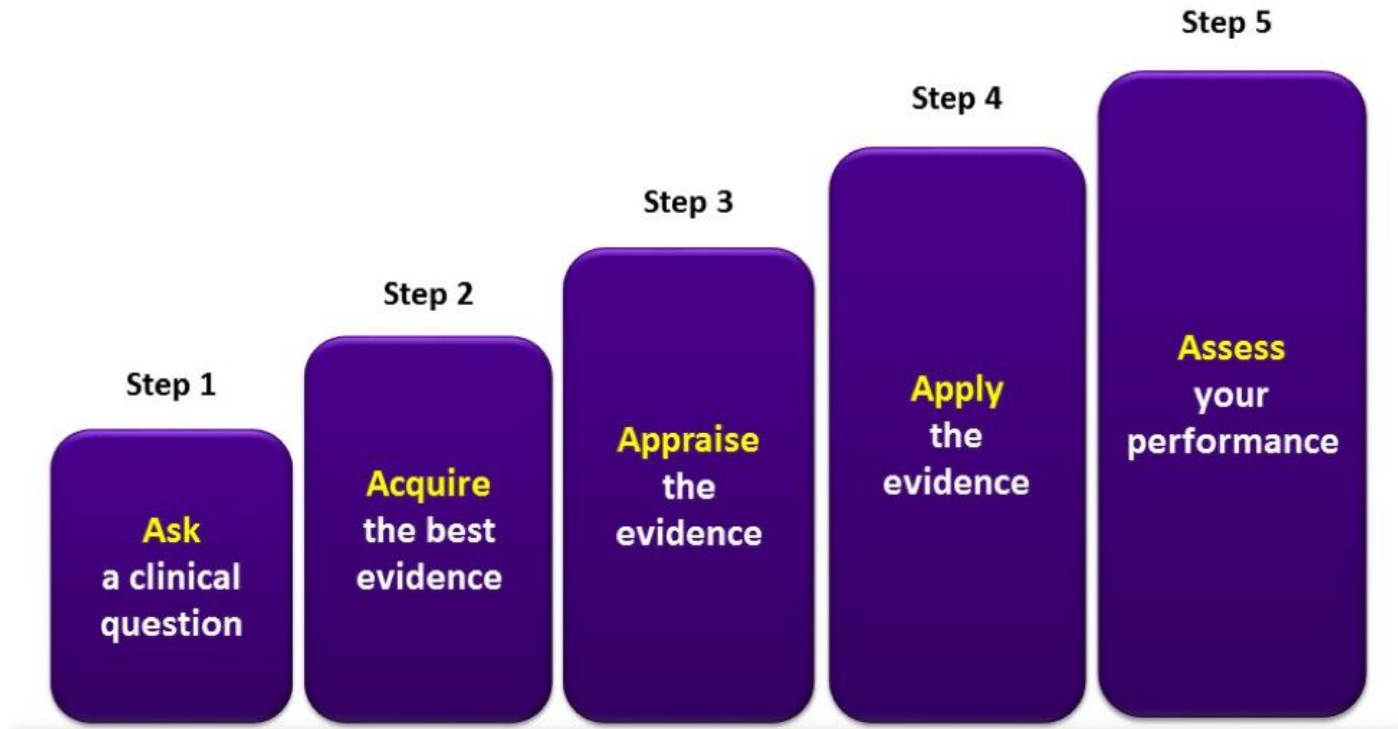 Step 1
Ask
a clinical
question
Step 2
Acquire
the best
evidence
Step 3
Appraise
the
evidence
Step 4
Apply
the
evidence
Step 5
Assess
your
performance